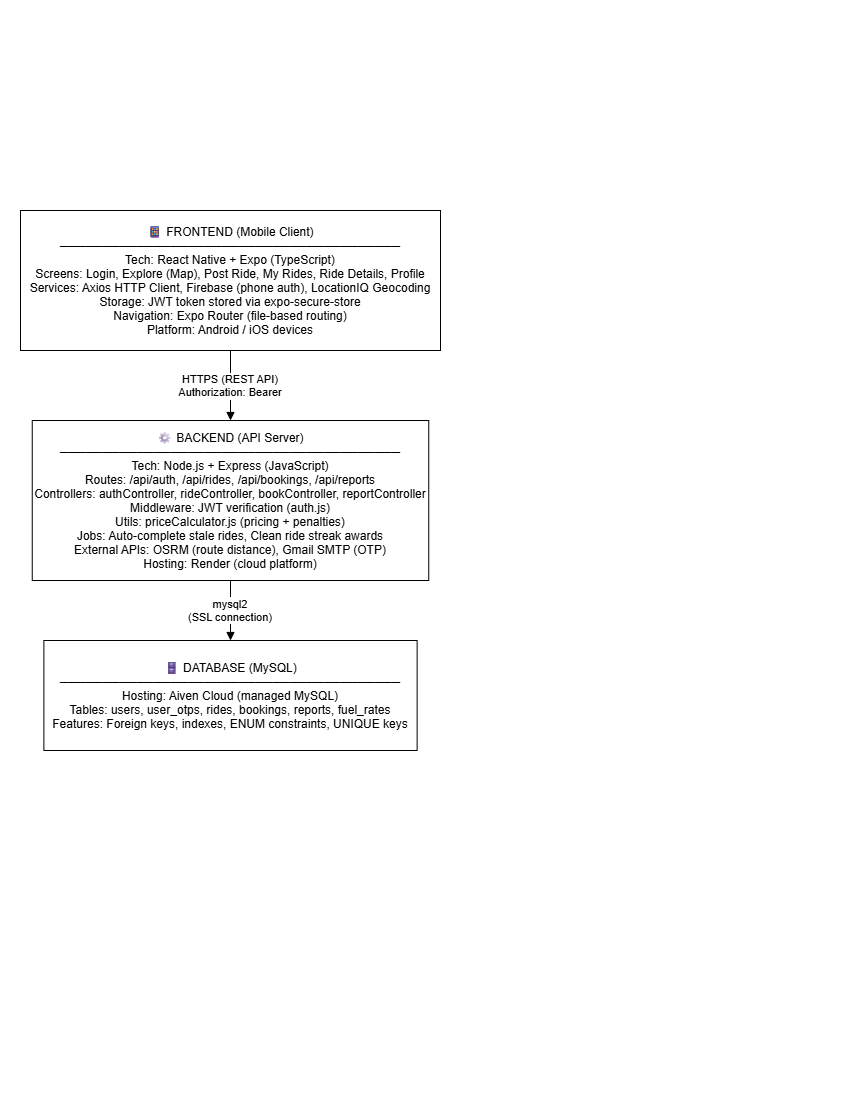 FRONTEND (Mobile Client)
Tech: React Native + Expo (TypeScript)
Screens: Login, Explore (Map), Post Ride, My Rides, Ride Details, Profile
Services: Axios HTTP Client, Firebase (phone auth), LocationIQ Geocoding
Storage: JWT token stored via expo-secure-store
Navigation: Expo Router (file-based routing)
Platform: Android / iOS devices
HTTPS (REST API)
Authorization: Bearer
BACKEND (API Server)
Tech: Node.js + Express (JavaScript)
Routes: /api/auth, /api/rides, /api/bookings, /api/reports
Controllers: authController, rideController, bookController, reportController
Middleware: JWT verification (auth.js)
Utils: priceCalculator.js (pricing + penalties)
Jobs: Auto-complete stale rides, Clean ride streak awards
External APIs: OSRM (route distance), Gmail SMTP (OTP)
Hosting: Render (cloud platform)
mysql2
(SSL connection)
DATABASE (MySQL)
Hosting: Aiven Cloud (managed MySQL)
Tables: users, user_otps, rides, bookings, reports, fuel_rates
Features: Foreign keys, indexes, ENUM constraints, UNIQUE keys